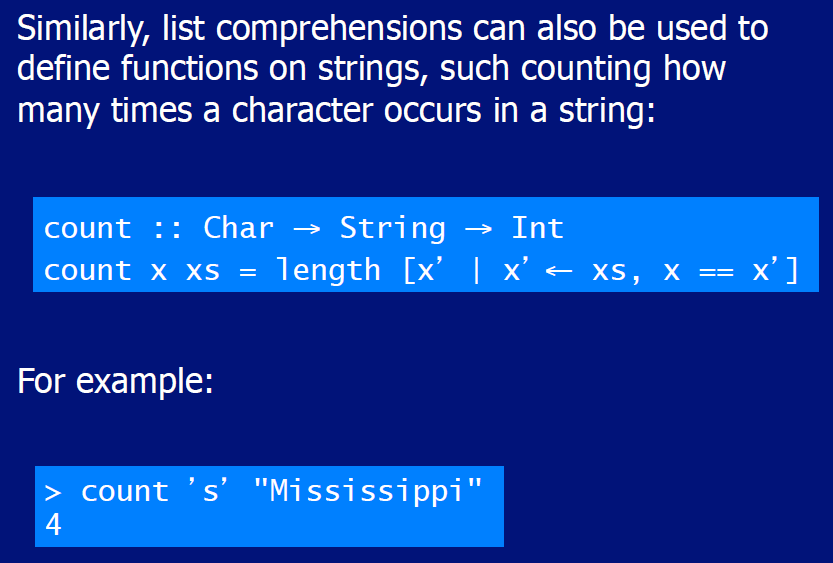 Similarly, list comprehensions can also be used to
define functions on strings, such counting how
many times a character occurs in a string:
count :: Char → String → Int
count x xs = length [x’ | x’ ← xs, x == x’]
For example:
> count ’s’ "Mississippi"
4